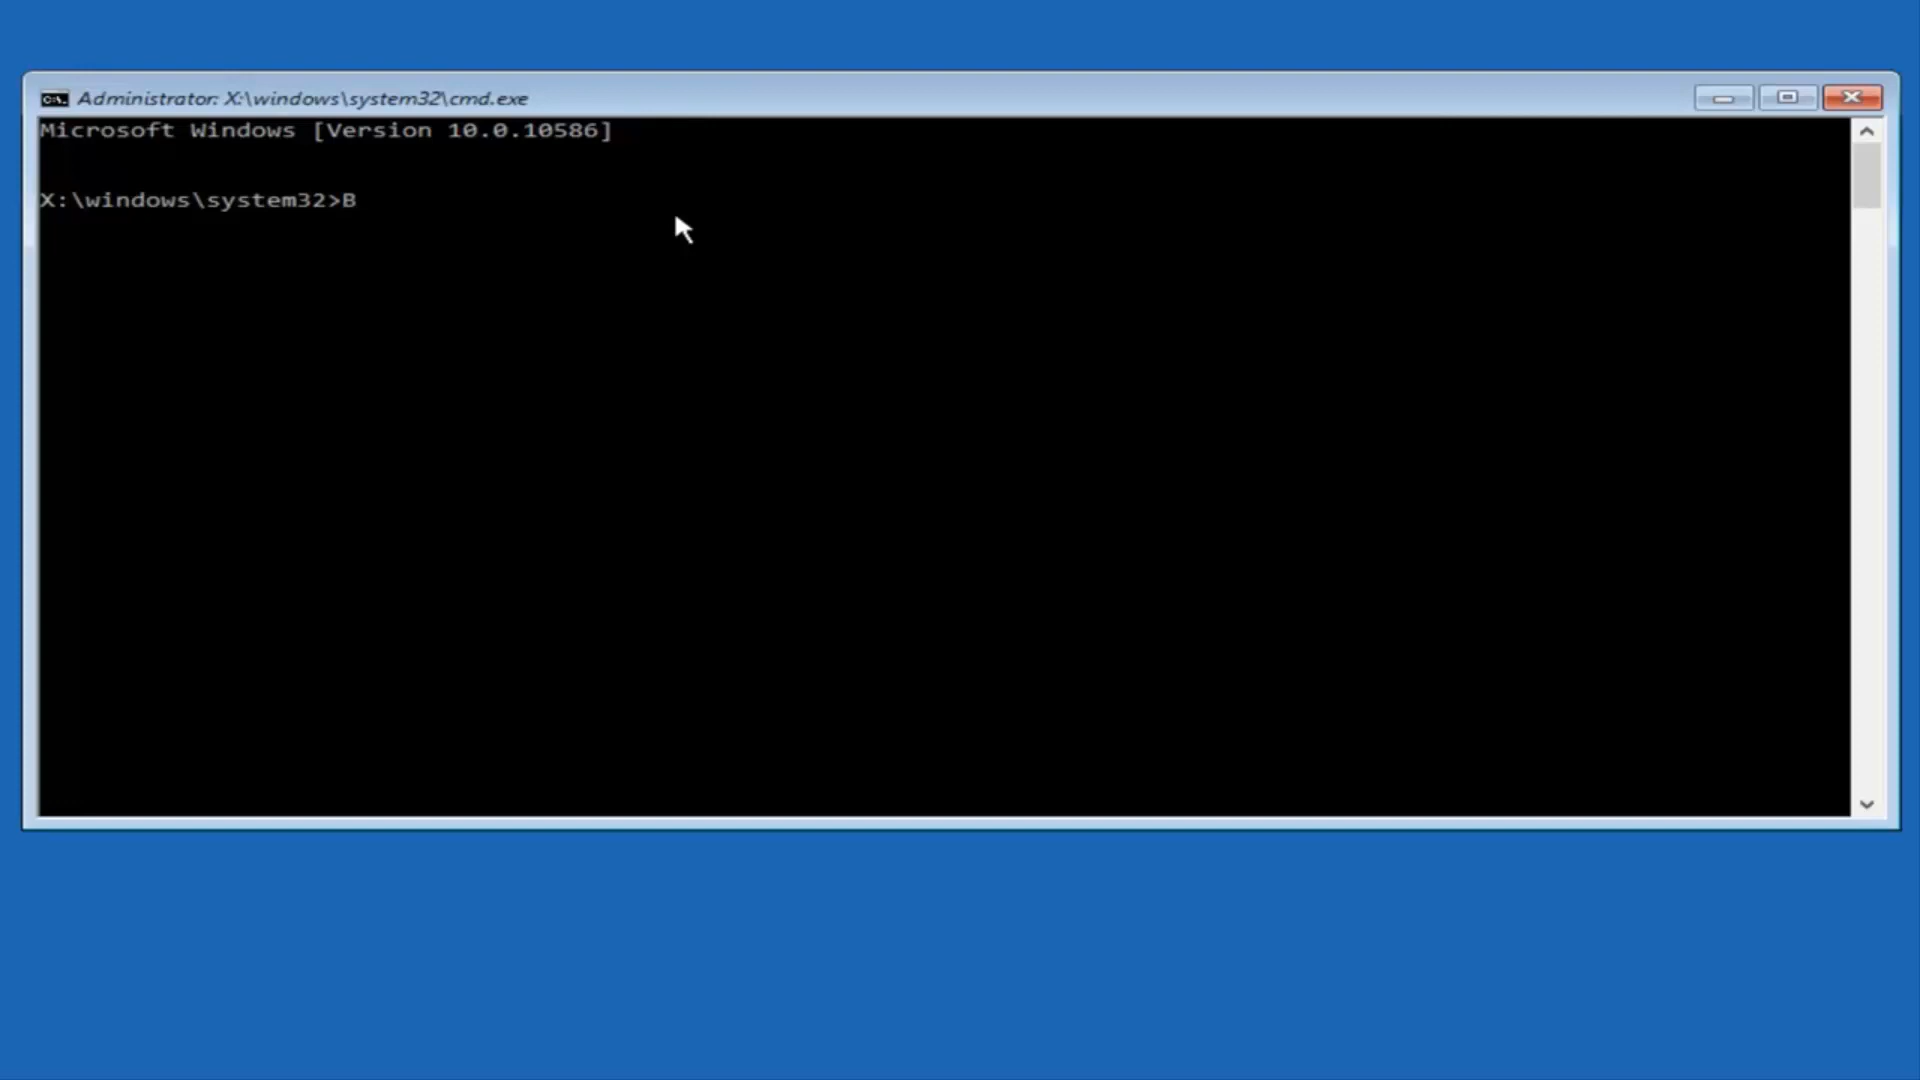 Administrator: X:\windows\system32\cmd.exe
Microsoft Windows [Version 10.0.10586]
X:\windows\system32>B